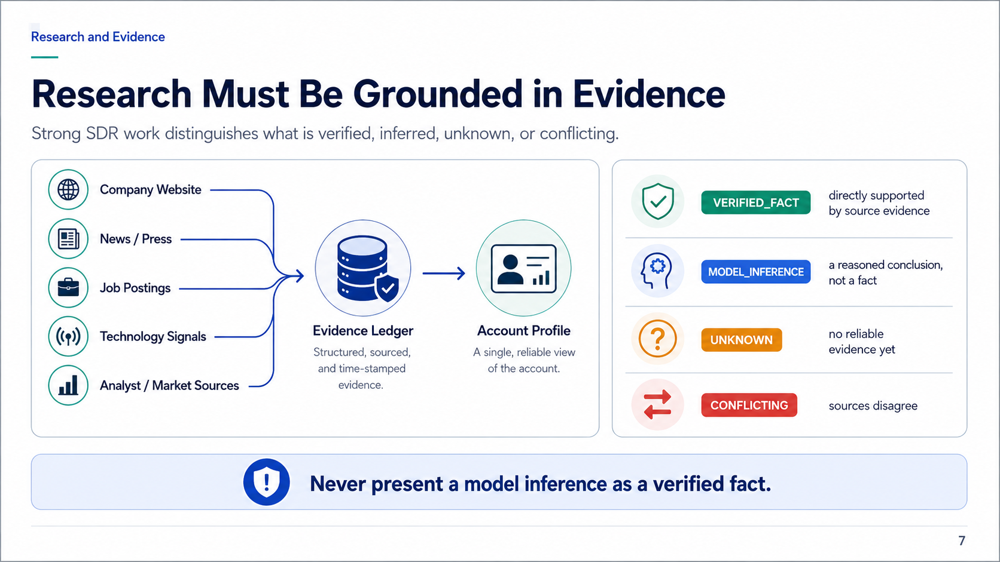 Research and Evidence
Research Must Be Grounded in Evidence
Strong SDR work distinguishes what is verified, inferred, unknown, or conflicting.
Company Website
News / Press
Job Postings
Technology Signals
Analyst / Market Sources
Evidence Ledger
Structured, sourced,
and time-stamped
evidence.
Account Profile
A single, reliable view
of the account.
VERIFIED_FACT
directly supported
by source evidence
MODEL_INFERENCE
a reasoned conclusion,
not a fact
UNKNOWN
no reliable
evidence yet
CONFLICTING
sources disagree
Never present a model inference as a verified fact.
7